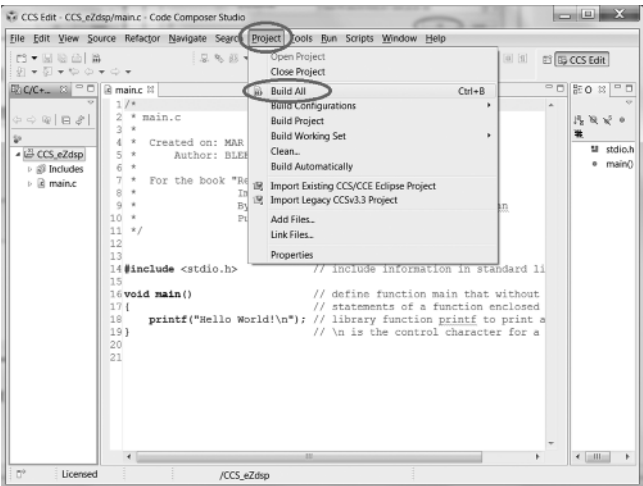 CCS Edit - CCS_eZdsp/main.c - Code Composer Studio
File Edit View Source Refactor Navigate Search Project Tools Run Scripts Window Help
CCS Edit
Open Project
Close Project
Build All Ctrl+B
Build Configurations
Build Project
Build Working Set
Clean...
Build Automatically
Import Existing CCS/CCE Eclipse Project
Import Legacy CCSv3.3 Project
Add Files...
Link Files...
Properties
C/C+...
CCS_eZdsp
Includes
main.c
main.c
1 /*
2 * main.c
3 *
4 * Created on: MAR
5 * Author:
6 *
7 * For the book "Re
8 * In
9 * By
10 * Pu
11 */
12
13
14 #include <stdio.h> // include information in standard li
15
16 void main() // define function main that without
17 { // statements of a function enclosed
18 printf("Hello World!\n"); // library function printf to print a
19 } // \n is the control character for a
20
21
O
stdio.h
main()
Licensed /CCS_eZdsp